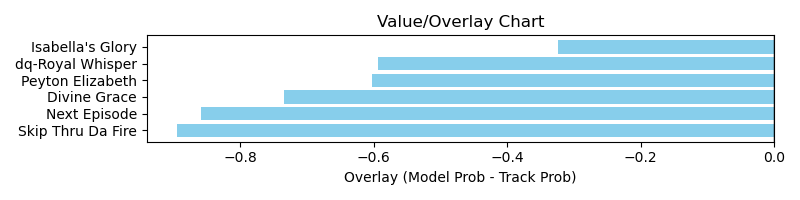 Value/Overlay Chart
Isabella's Glory
dq-Royal Whisper
Peyton Elizabeth
Divine Grace
Next Episode
Skip Thru Da Fire
−0.8 −0.6 −0.4 −0.2 0.0
Overlay (Model Prob - Track Prob)